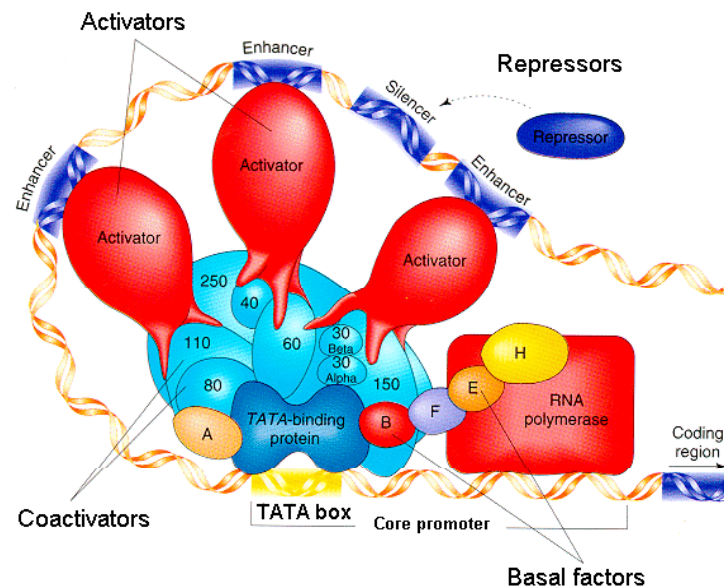 Activators
Enhancer
Repressors
Silencer
Repressor
Enhancer
Enhancer
Activator
Activator
Activator
250
40
110
60
30
Beta
30
Alpha
80
150
H
E
F
B
A
TATA-binding
protein
RNA
polymerase
Coding
region
Coactivators
TATA box
Core promoter
Basal factors